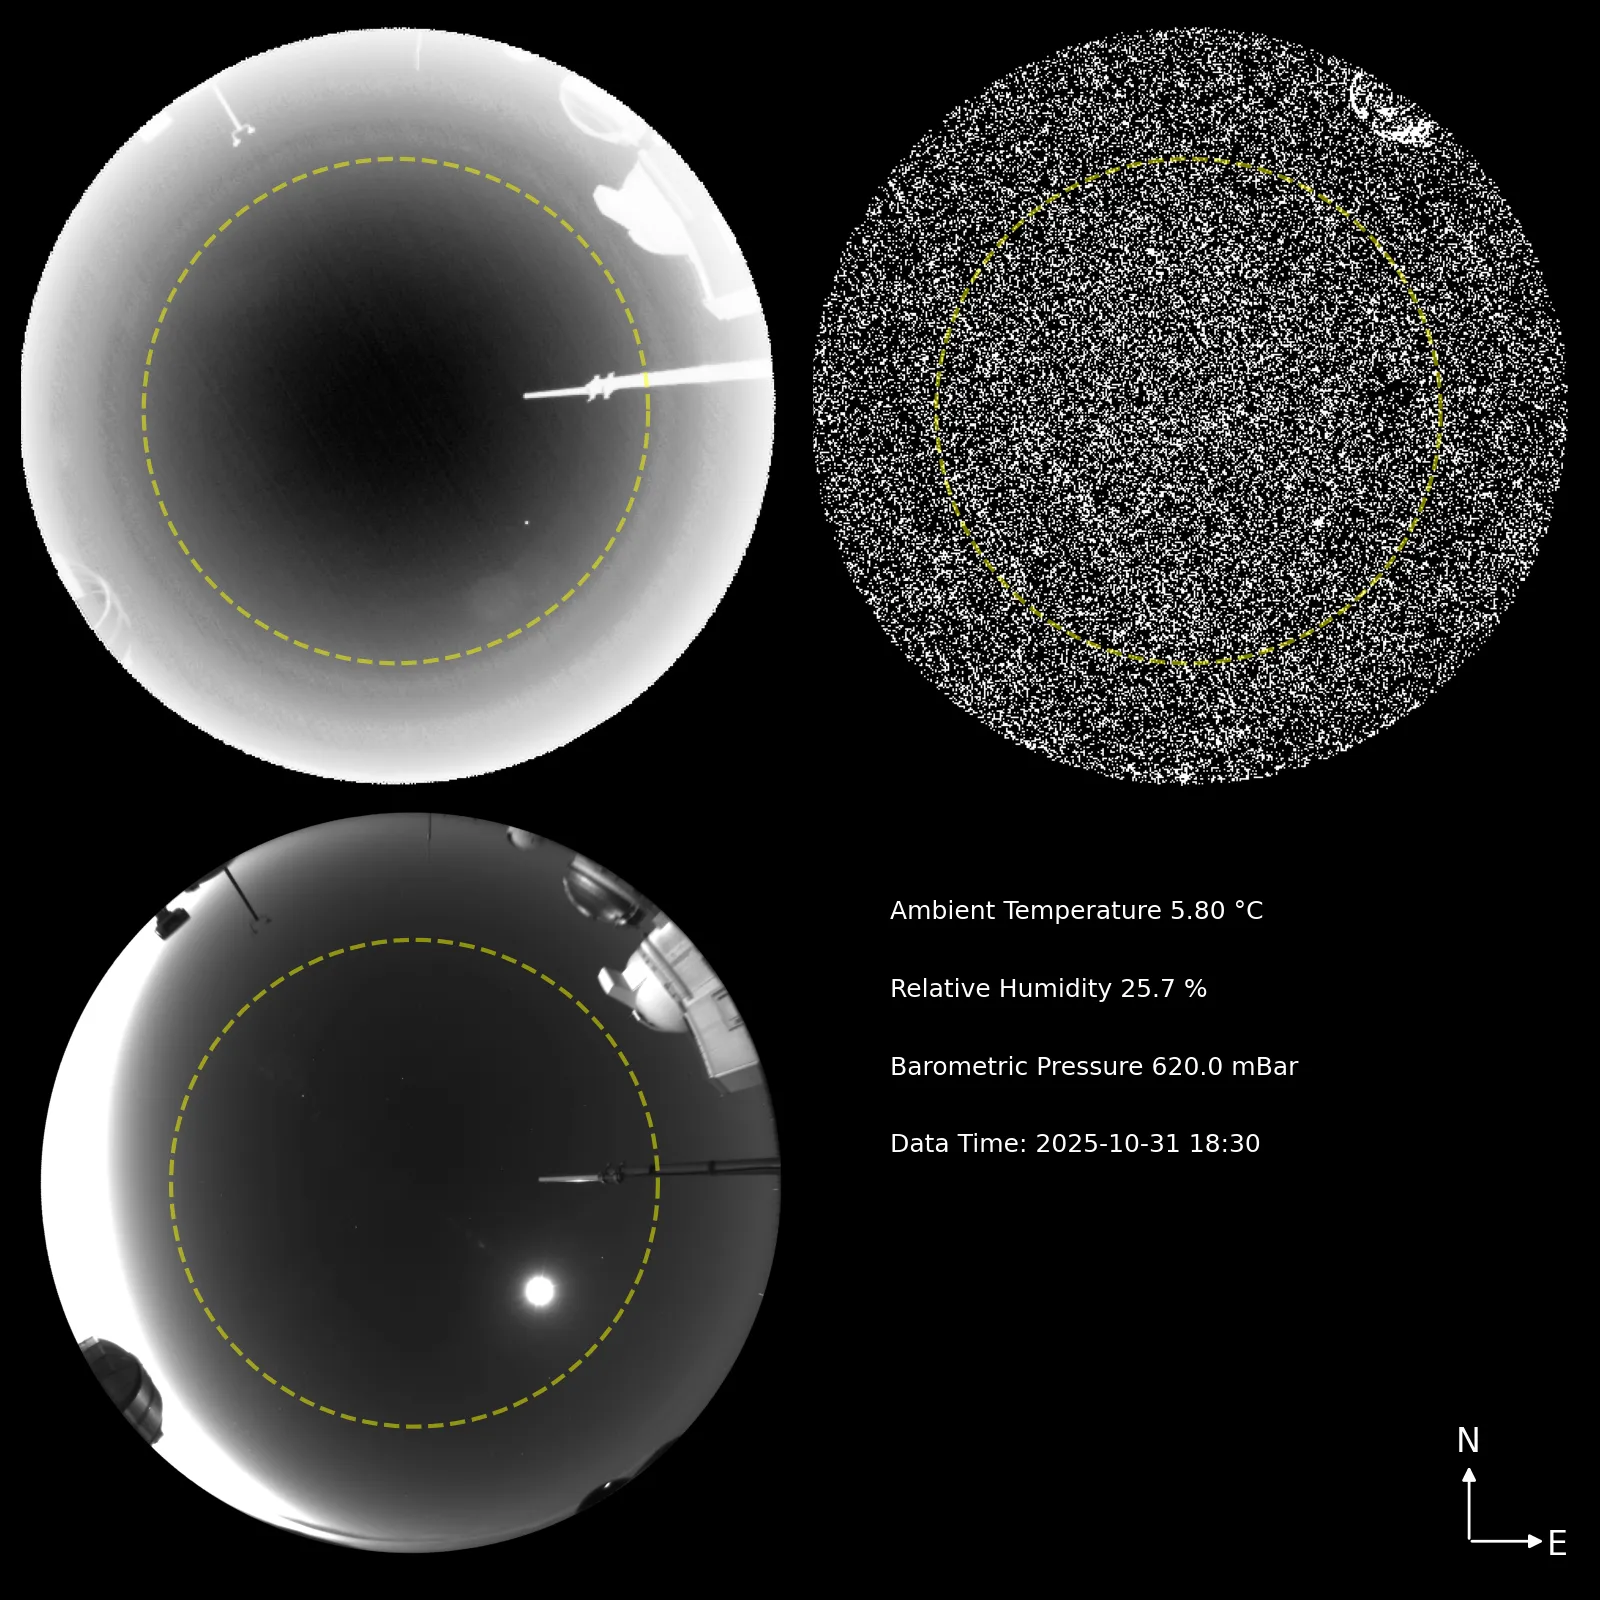 Ambient Temperature 5.80 °C
Relative Humidity 25.7 %
Barometric Pressure 620.0 mBar
Data Time: 2025-10-31 18:30
N
E